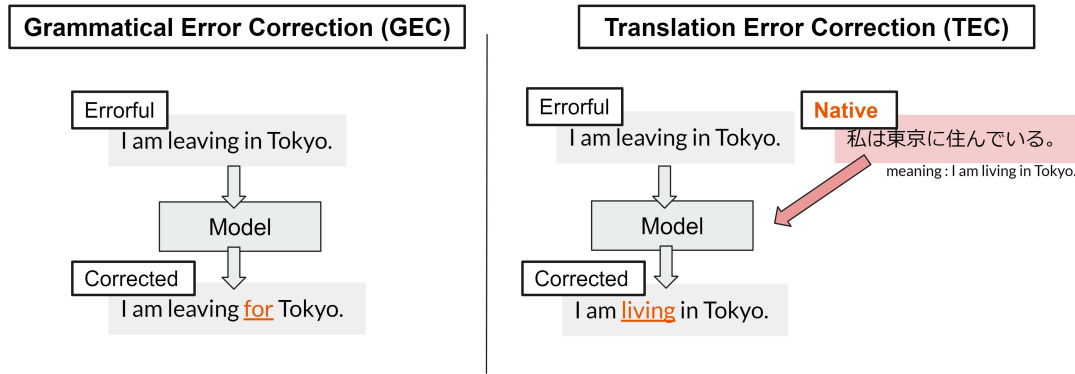 Grammatical Error Correction (GEC)
Errorful
I am leaving in Tokyo.
Model
Corrected
I am leaving for Tokyo.
Translation Error Correction (TEC)
Errorful
I am leaving in Tokyo.
Native
私は東京に住んでいる。
meaning : I am living in Tokyo.
Model
Corrected
I am living in Tokyo.